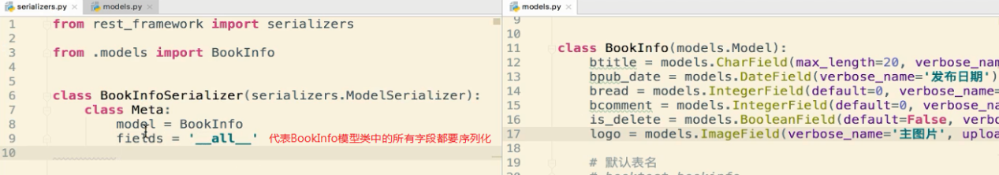 serializers.py × models.py ×
1 from rest_framework import serializers
2
3 from .models import BookInfo
4
5
6 class BookInfoSerializer(serializers.ModelSerializer):
7 class Meta:
8 model = BookInfo
9 fields = '__all__' 代表BookInfo模型类中的所有字段都要序列化
10
models.py ×
9
10
11 class BookInfo(models.Model):
12 btitle = models.CharField(max_length=20, verbose_nam
13 bpub_date = models.DateField(verbose_name='发布日期')
14 bread = models.IntegerField(default=0, verbose_name=
15 bcomment = models.IntegerField(default=0, verbose_na
16 is_delete = models.BooleanField(default=False, verbo
17 logo = models.ImageField(verbose_name='主图片', uploa
18
19 # 默认表名